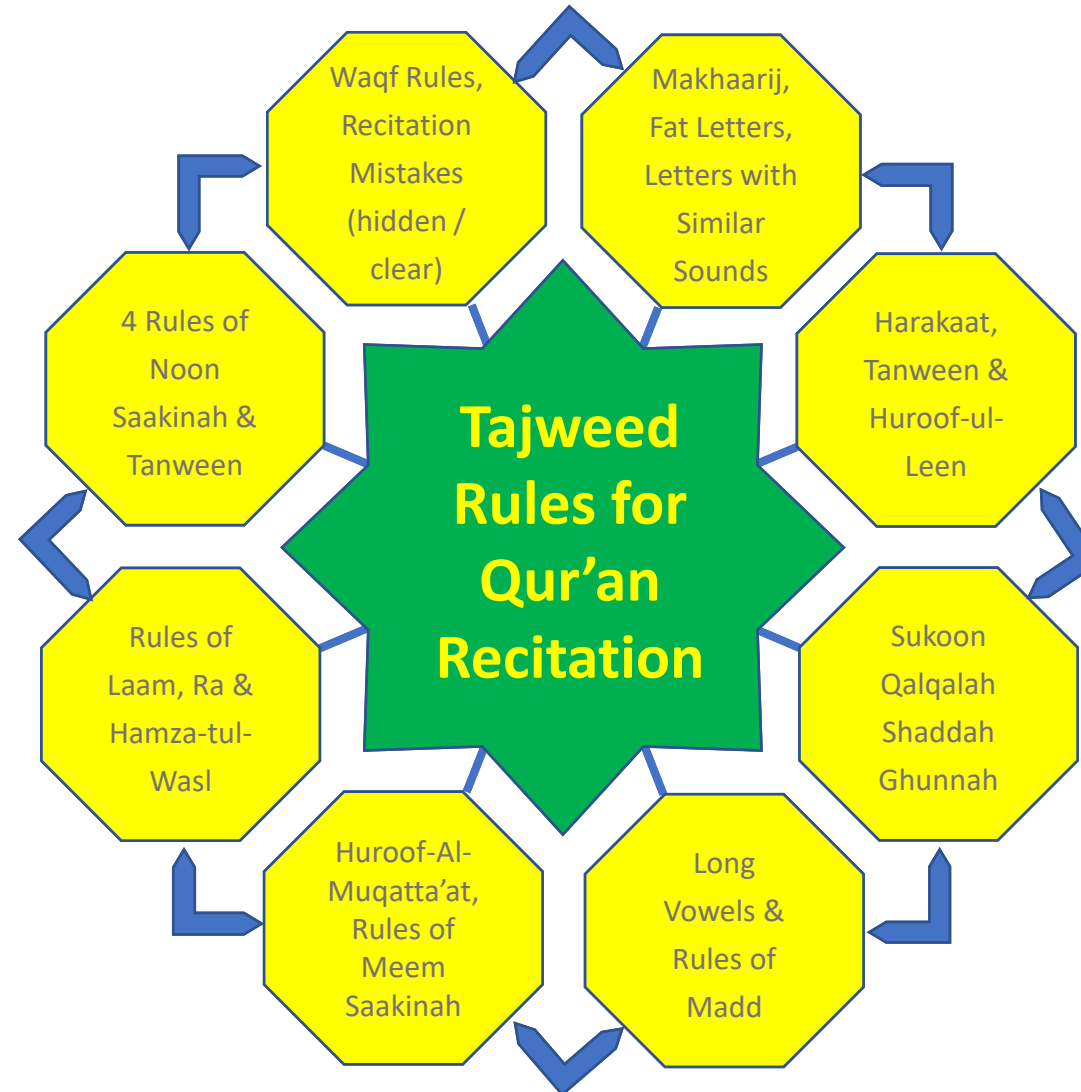 Tajweed
Rules for
Qur’an
Recitation
Makhaarij,
Fat Letters,
Letters with
Similar
Sounds
Harakaat,
Tanween &
Huroof-ul-
Leen
Sukoon
Qalqalah
Shaddah
Ghunnah
Long
Vowels &
Rules of
Madd
Huroof-Al-
Muqatta’at,
Rules of
Meem
Saakinah
Rules of
Laam, Ra &
Hamza-tul-
Wasl
4 Rules of
Noon
Saakinah &
Tanween
Waqf Rules,
Recitation
Mistakes
(hidden /
clear)